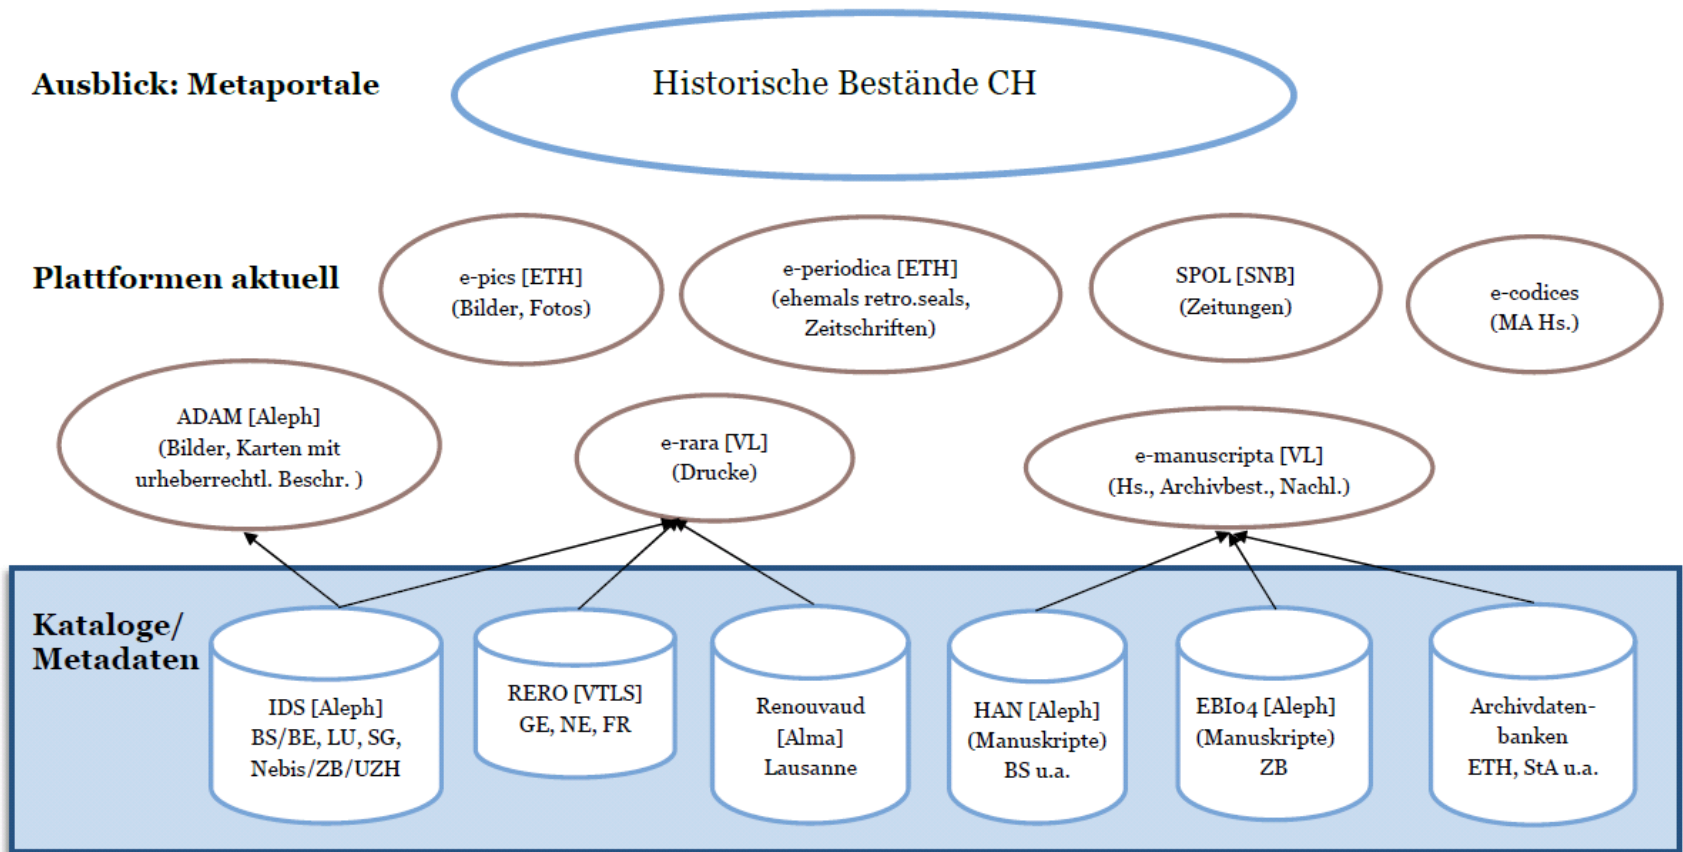 Ausblick: Metaportale
Historische Bestände CH
Plattformen aktuell
e-pics [ETH]
(Bilder, Fotos)
e-periodica [ETH]
(ehemals retro.seals,
Zeitschriften)
SPOL [SNB]
(Zeitungen)
e-codices
(MA Hs.)
ADAM [Aleph]
(Bilder, Karten mit
urheberrechtl. Beschr. )
e-rara [VL]
(Drucke)
e-manuscripta [VL]
(Hs., Archivbest., Nachl.)
Kataloge/
Metadaten
IDS [Aleph]
BS/BE, LU, SG,
Nebis/ZB/UZH
RERO [VTLS]
GE, NE, FR
Renouvaud
[Alma]
Lausanne
HAN [Aleph]
(Manuskripte)
BS u.a.
EBI04 [Aleph]
(Manuskripte)
ZB
Archivdaten-
banken
ETH, StA u.a.